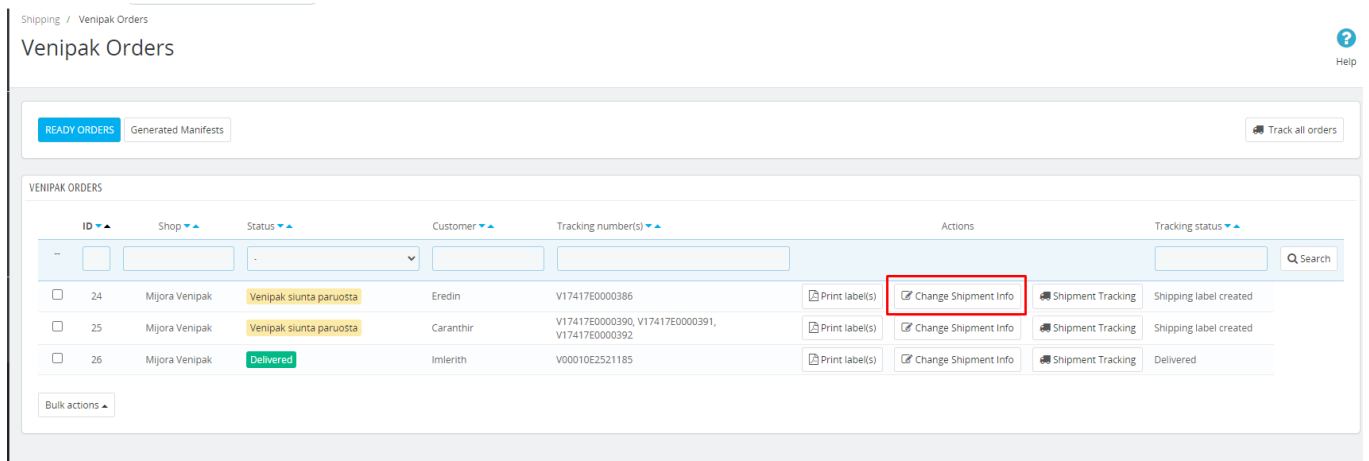 Shipping / Venipak Orders
Venipak Orders
?
Help
READY ORDERS Generated Manifests Track all orders
VENIPAK ORDERS
ID Shop Status Customer Tracking number(s) Actions Tracking status
-- - Search
24 Mijora Venipak Venipak siunta paruosta Eredin V17417E0000386 Print label(s) Change Shipment Info Shipment Tracking Shipping label created
25 Mijora Venipak Venipak siunta paruosta Caranthir V17417E0000390, V17417E0000391,
V17417E0000392 Print label(s) Change Shipment Info Shipment Tracking Shipping label created
26 Mijora Venipak Delivered Imlerith V00010E2521185 Print label(s) Change Shipment Info Shipment Tracking Delivered
Bulk actions